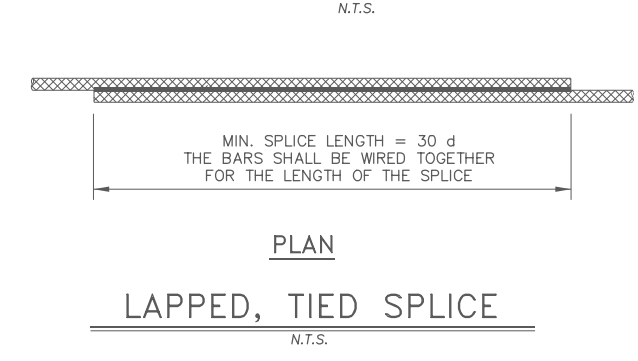 N.T.S.
MIN. SPLICE LENGTH = 30 d
THE BARS SHALL BE WIRED TOGETHER
FOR THE LENGTH OF THE SPLICE
PLAN
LAPPED, TIED SPLICE
N.T.S.